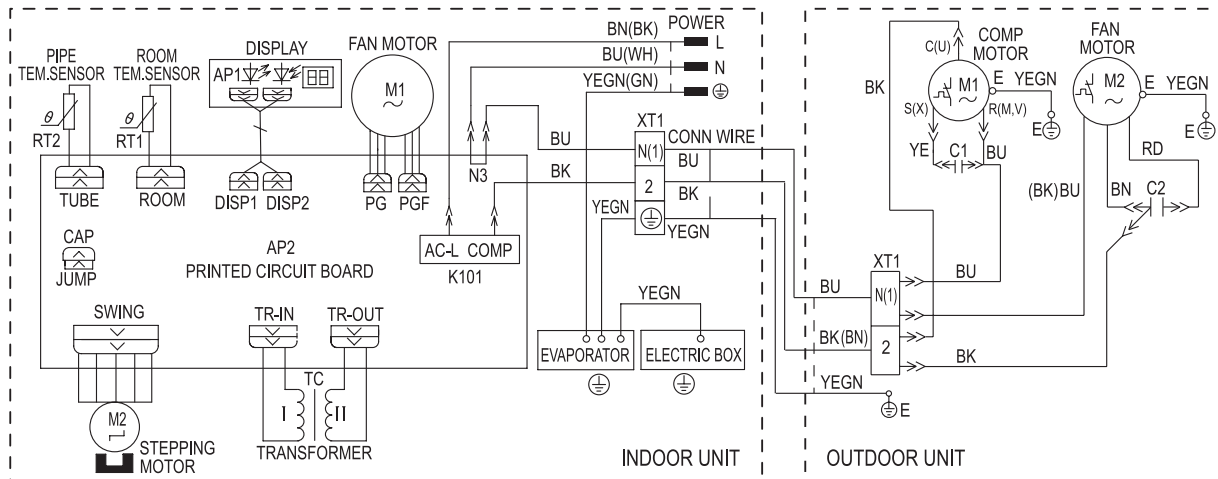 PIPE
TEM.SENSOR
ROOM
TEM.SENSOR
DISPLAY
FAN MOTOR
BN(BK)
POWER
L
BU(WH)
N
YEGN(GN)
AP1
M1
θ
RT2
θ
RT1
TUBE
ROOM
DISP1
DISP2
PG
PGF
N3
BU
BK
XT1
N(1)
2
CONN WIRE
BU
BK
YEGN
YEGN
CAP
JUMP
AP2
PRINTED CIRCUIT BOARD
AC-L COMP
K101
SWING
TR-IN
TR-OUT
YEGN
EVAPORATOR
ELECTRIC BOX
TC
I
II
TRANSFORMER
M2
STEPPING
MOTOR
INDOOR UNIT
C(U)
COMP
MOTOR
FAN
MOTOR
BK
M1
E
YEGN
M2
E
YEGN
S(X)
R(M,V)
E
E
YE
C1
BU
RD
(BK)BU
BN
C2
XT1
BU
BU
N(1)
BK(BN)
2
BK
YEGN
E
OUTDOOR UNIT